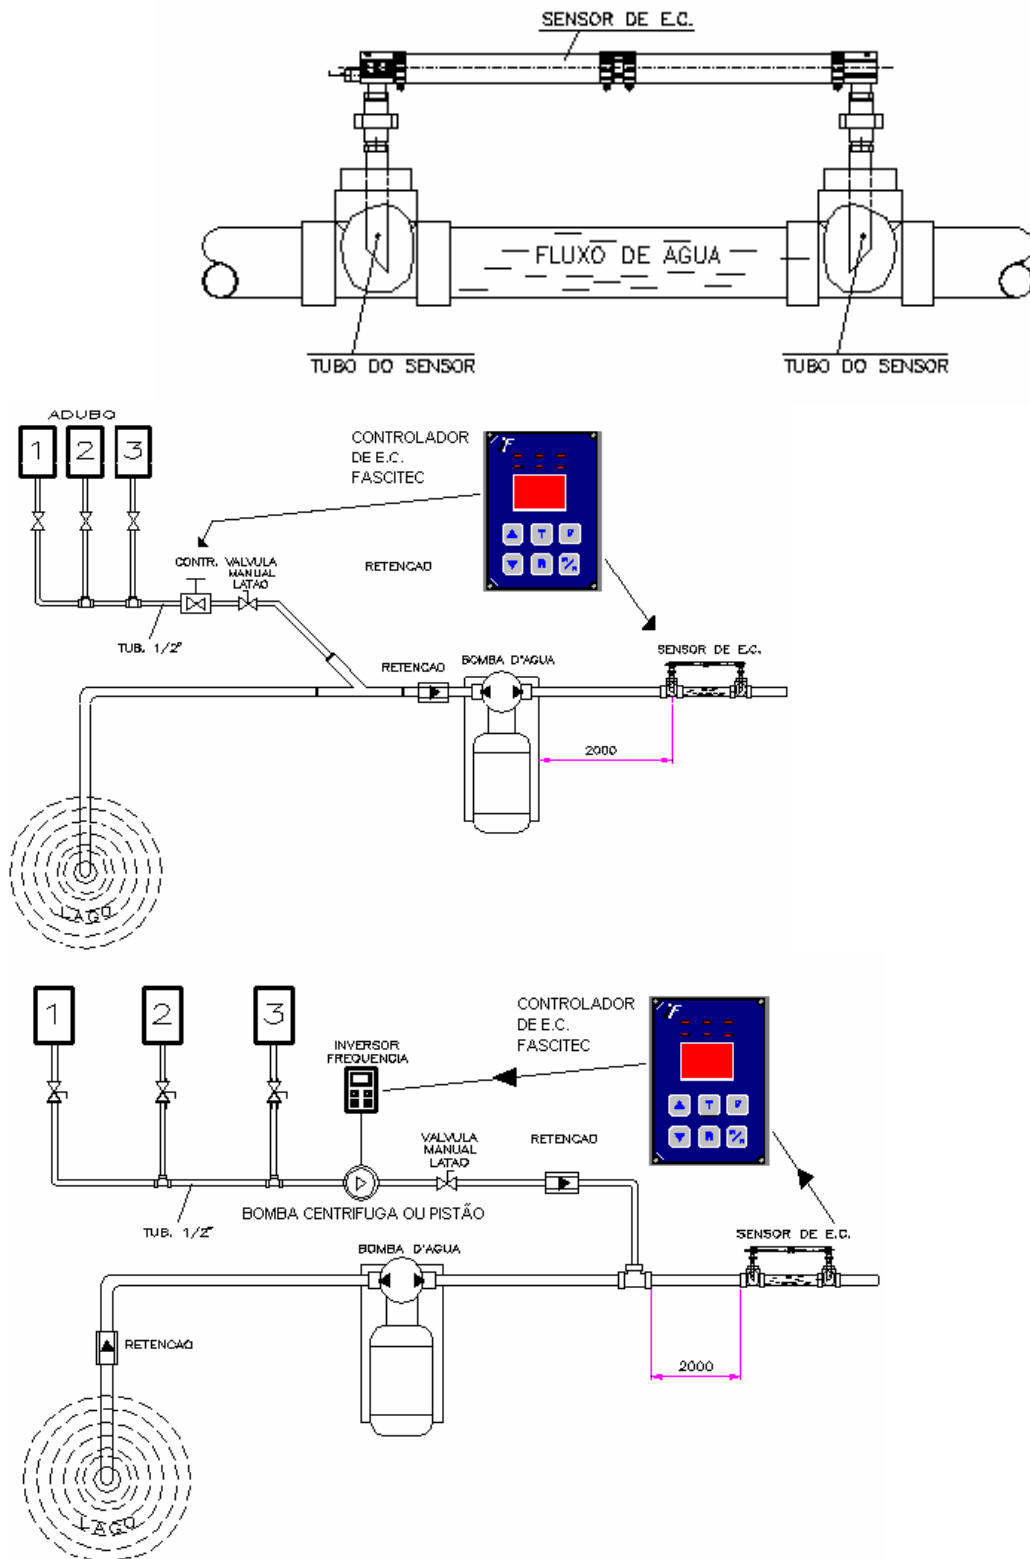 SENSOR DE E.C.
FLUXO DE AGUA
TUBO DO SENSOR
TUBO DO SENSOR
ADUBO
1 2 3
CONTROLADOR
DE E.C.
FASCITEC
F
T F
CONTR.
VALVULA
MANUAL
LATAO
RETENÇAO
TUB. 1/2"
RETENCAO
BOMBA D'AGUA
SENSOR DE E.C.
2000
LAGO
1 2 3
CONTROLADOR
DE E.C.
FASCITEC
F
T F
INVERSOR
FREQUENCIA
VALVULA
MANUAL
LATAO
RETENCAO
TUB. 1/2"
BOMBA CENTRIFUGA OU PISTÃO
BOMBA D'AGUA
SENSOR DE E.C.
RETENCAO
2000
LAGO